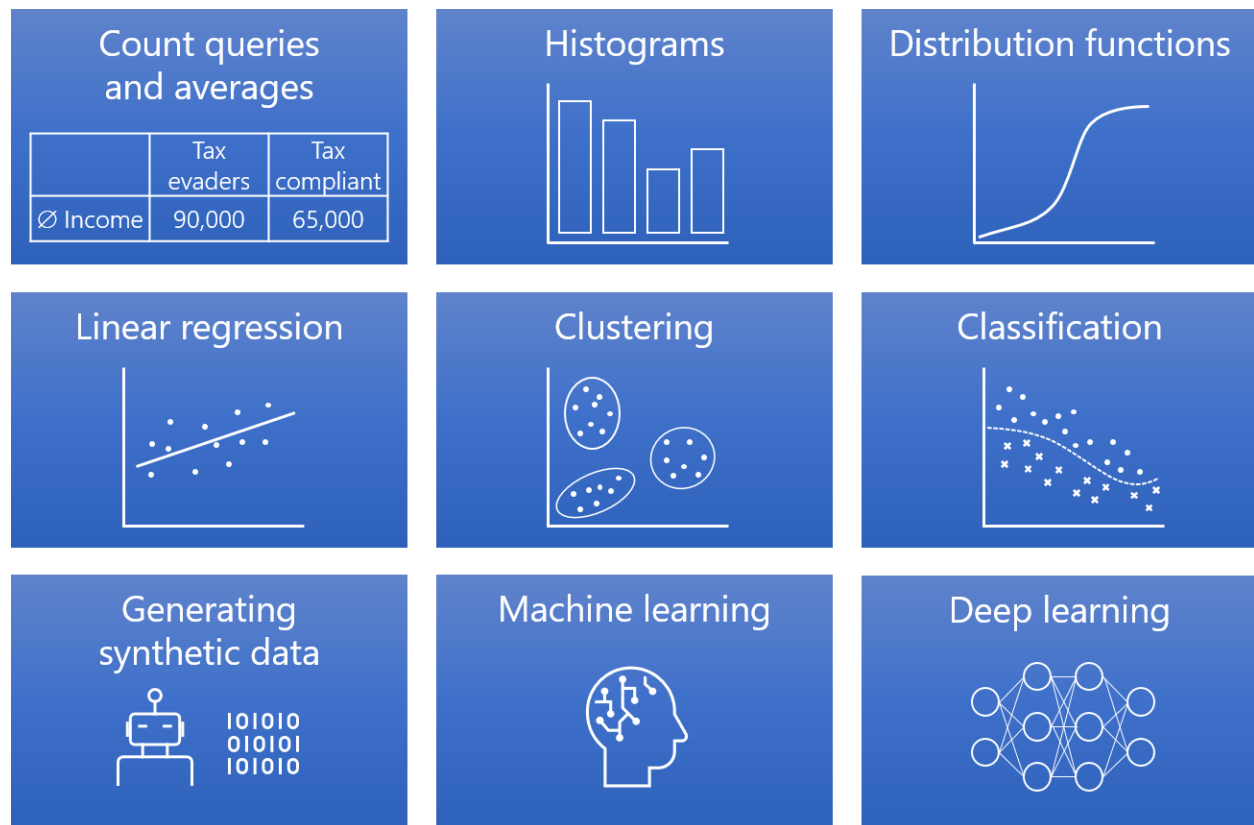 Count queries
and averages
Tax
evaders
Tax
compliant
∅ Income
90,000
65,000
Histograms
Distribution functions
Linear regression
Clustering
Classification
Generating
synthetic data
101010
010101
101010
Machine learning
Deep learning